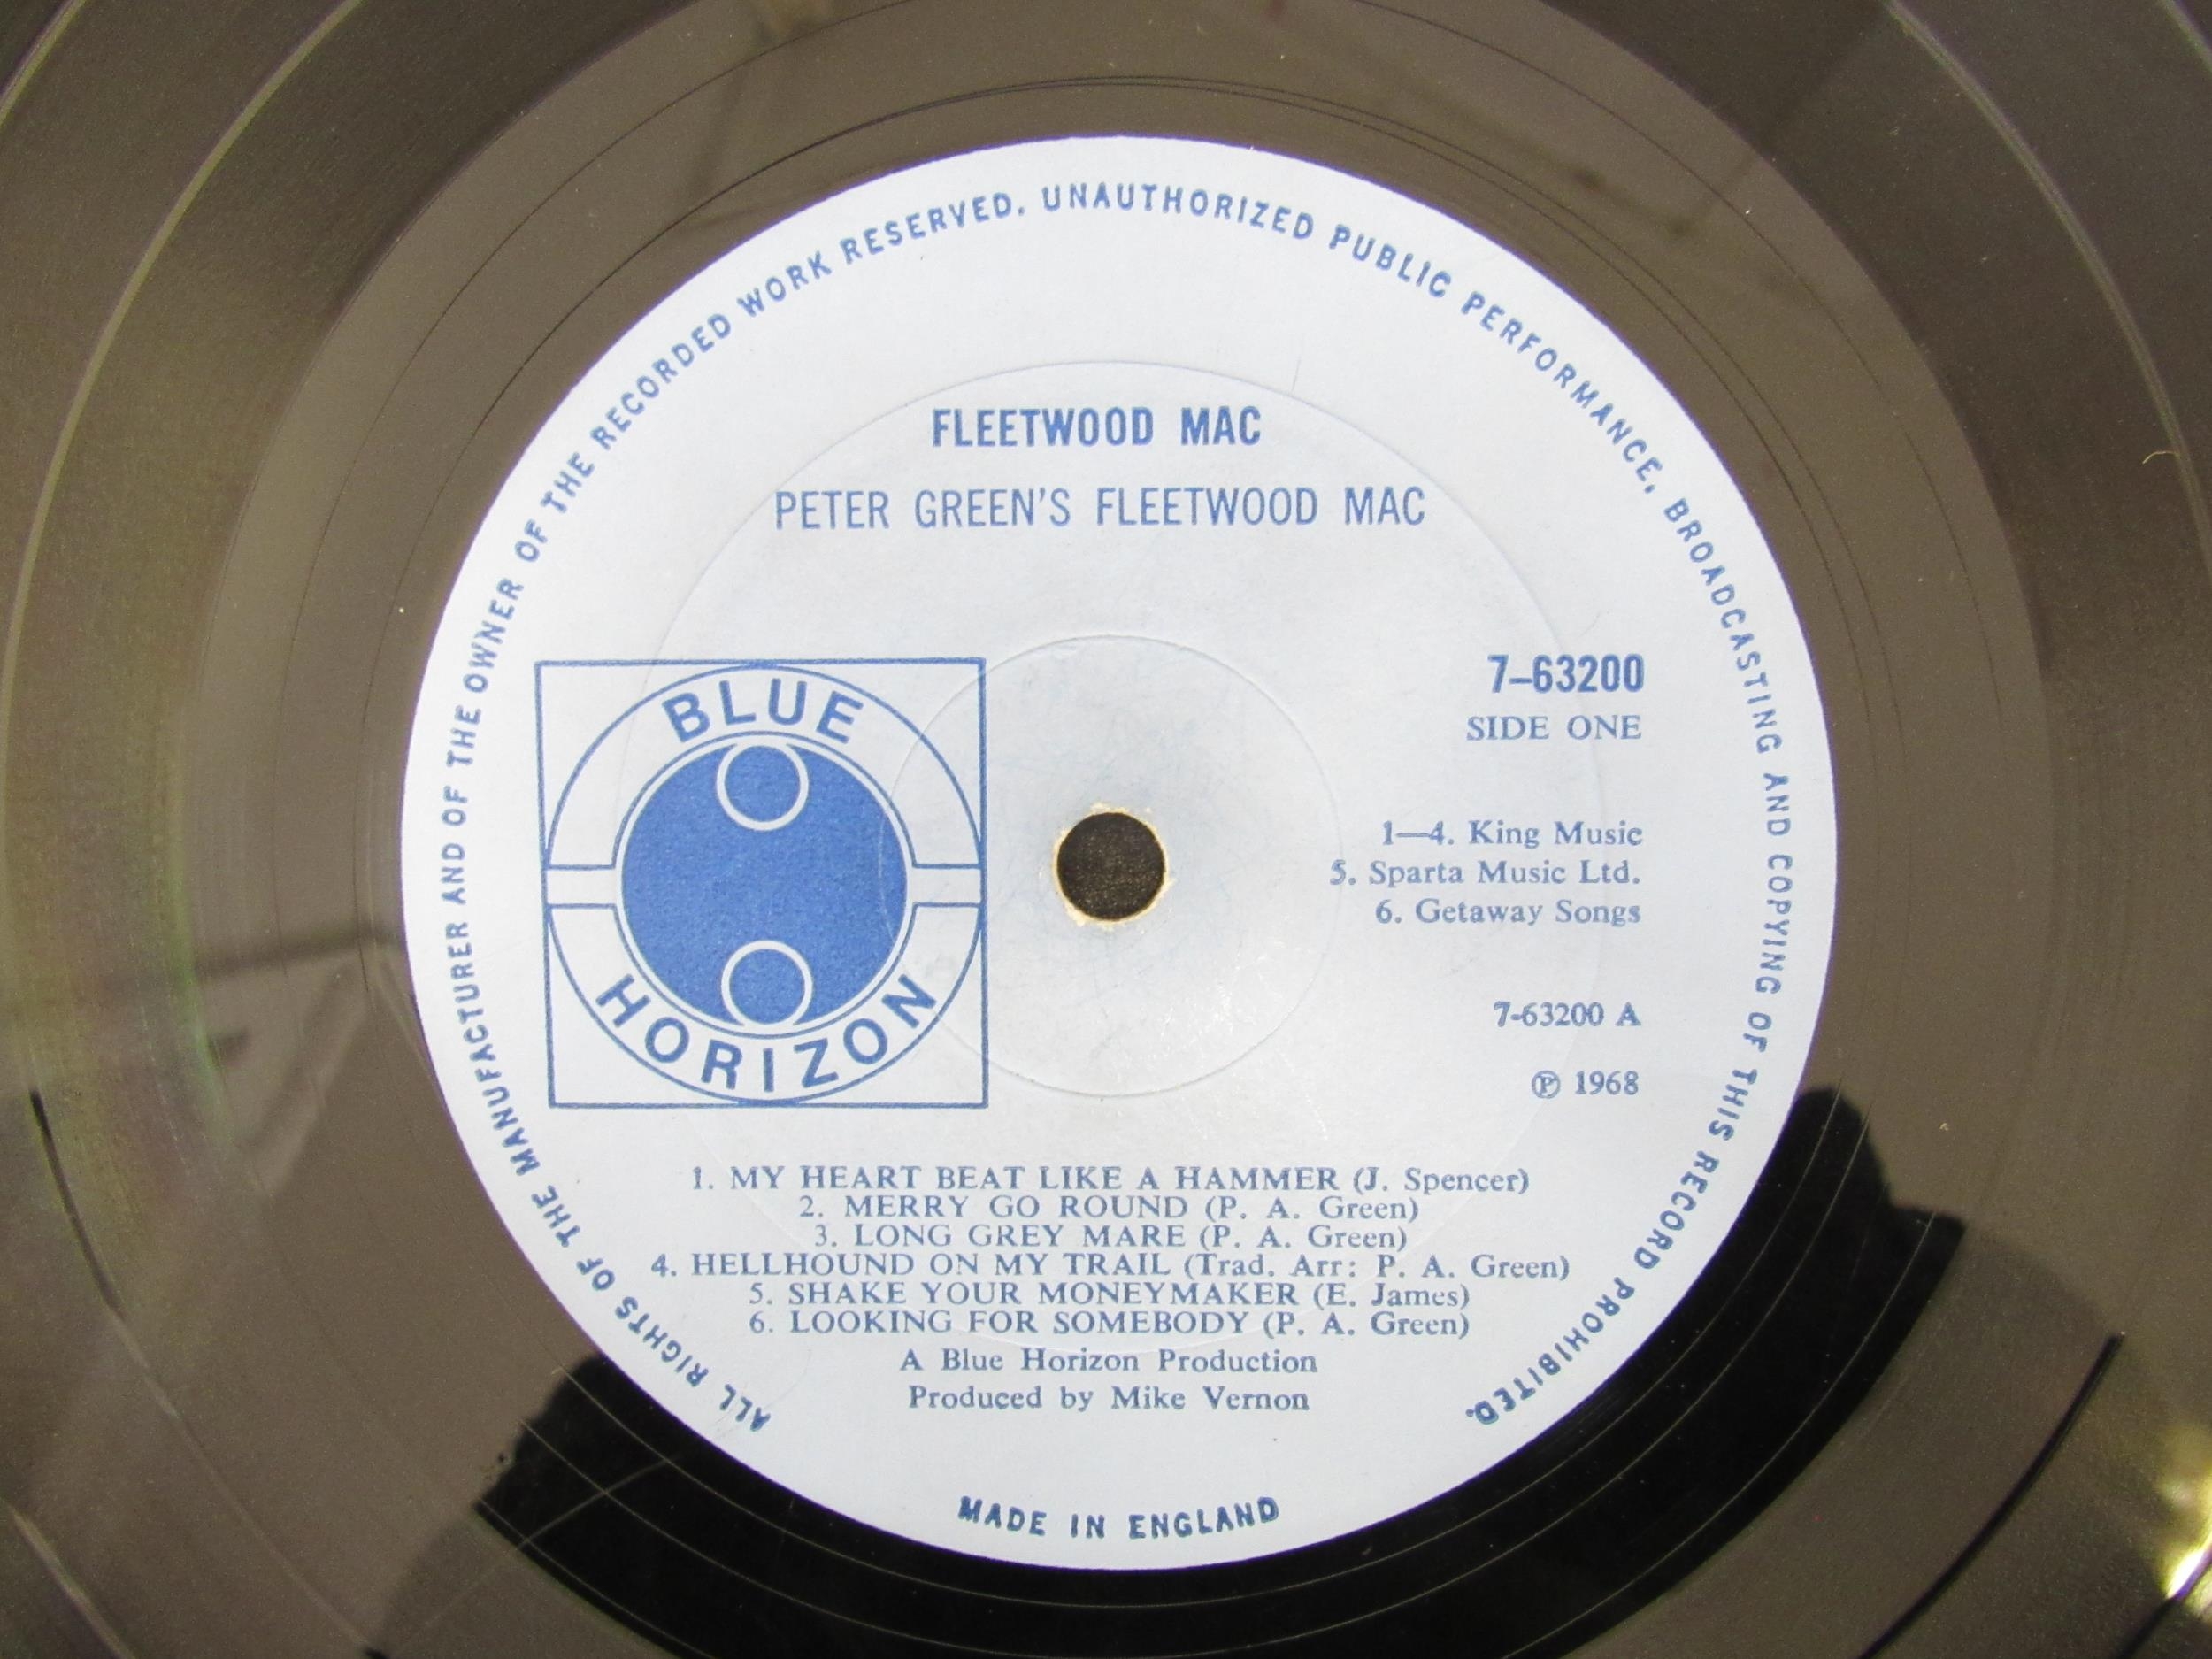 ALL RIGHTS OF THE MANUFACTURER AND OF THE OWNER OF THE RECORDED WORK RESERVED. UNAUTHORIZED PUBLIC PERFORMANCE, BROADCASTING AND COPYING OF THIS RECORD PROHIBITED.
FLEETWOOD MAC
PETER GREEN'S FLEETWOOD MAC
BLUE
HORIZON
7–63200
SIDE ONE
1—4. King Music
5. Sparta Music Ltd.
6. Getaway Songs
7-63200 A
℗ 1968
1. MY HEART BEAT LIKE A HAMMER (J. Spencer)
2. MERRY GO ROUND (P. A. Green)
3. LONG GREY MARE (P. A. Green)
4. HELLHOUND ON MY TRAIL (Trad. Arr: P. A. Green)
5. SHAKE YOUR MONEYMAKER (E. James)
6. LOOKING FOR SOMEBODY (P. A. Green)
A Blue Horizon Production
Produced by Mike Vernon
MADE IN ENGLAND